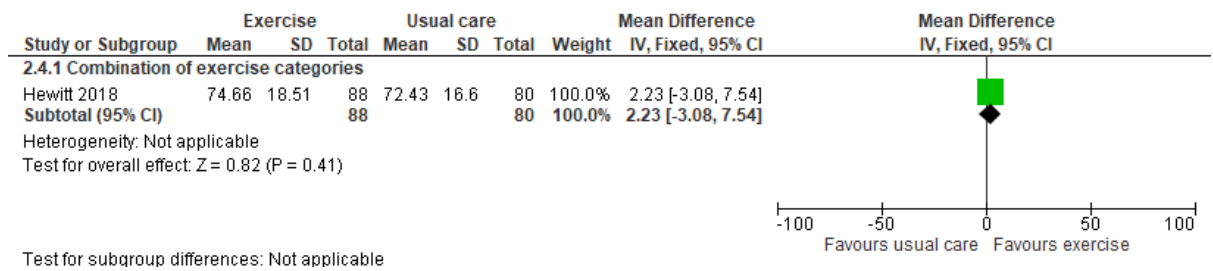 Exercise Usual care Mean Difference Mean Difference
Study or Subgroup Mean SD Total Mean SD Total Weight IV, Fixed, 95% CI IV, Fixed, 95% CI
2.4.1 Combination of exercise categories
Hewitt 2018 74.66 18.51 88 72.43 16.6 80 100.0% 2.23 [-3.08, 7.54]
Subtotal (95% CI) 88 80 100.0% 2.23 [-3.08, 7.54]
Heterogeneity: Not applicable
Test for overall effect: Z = 0.82 (P = 0.41)
-100 -50 0 50 100
Favours usual care Favours exercise
Test for subgroup differences: Not applicable